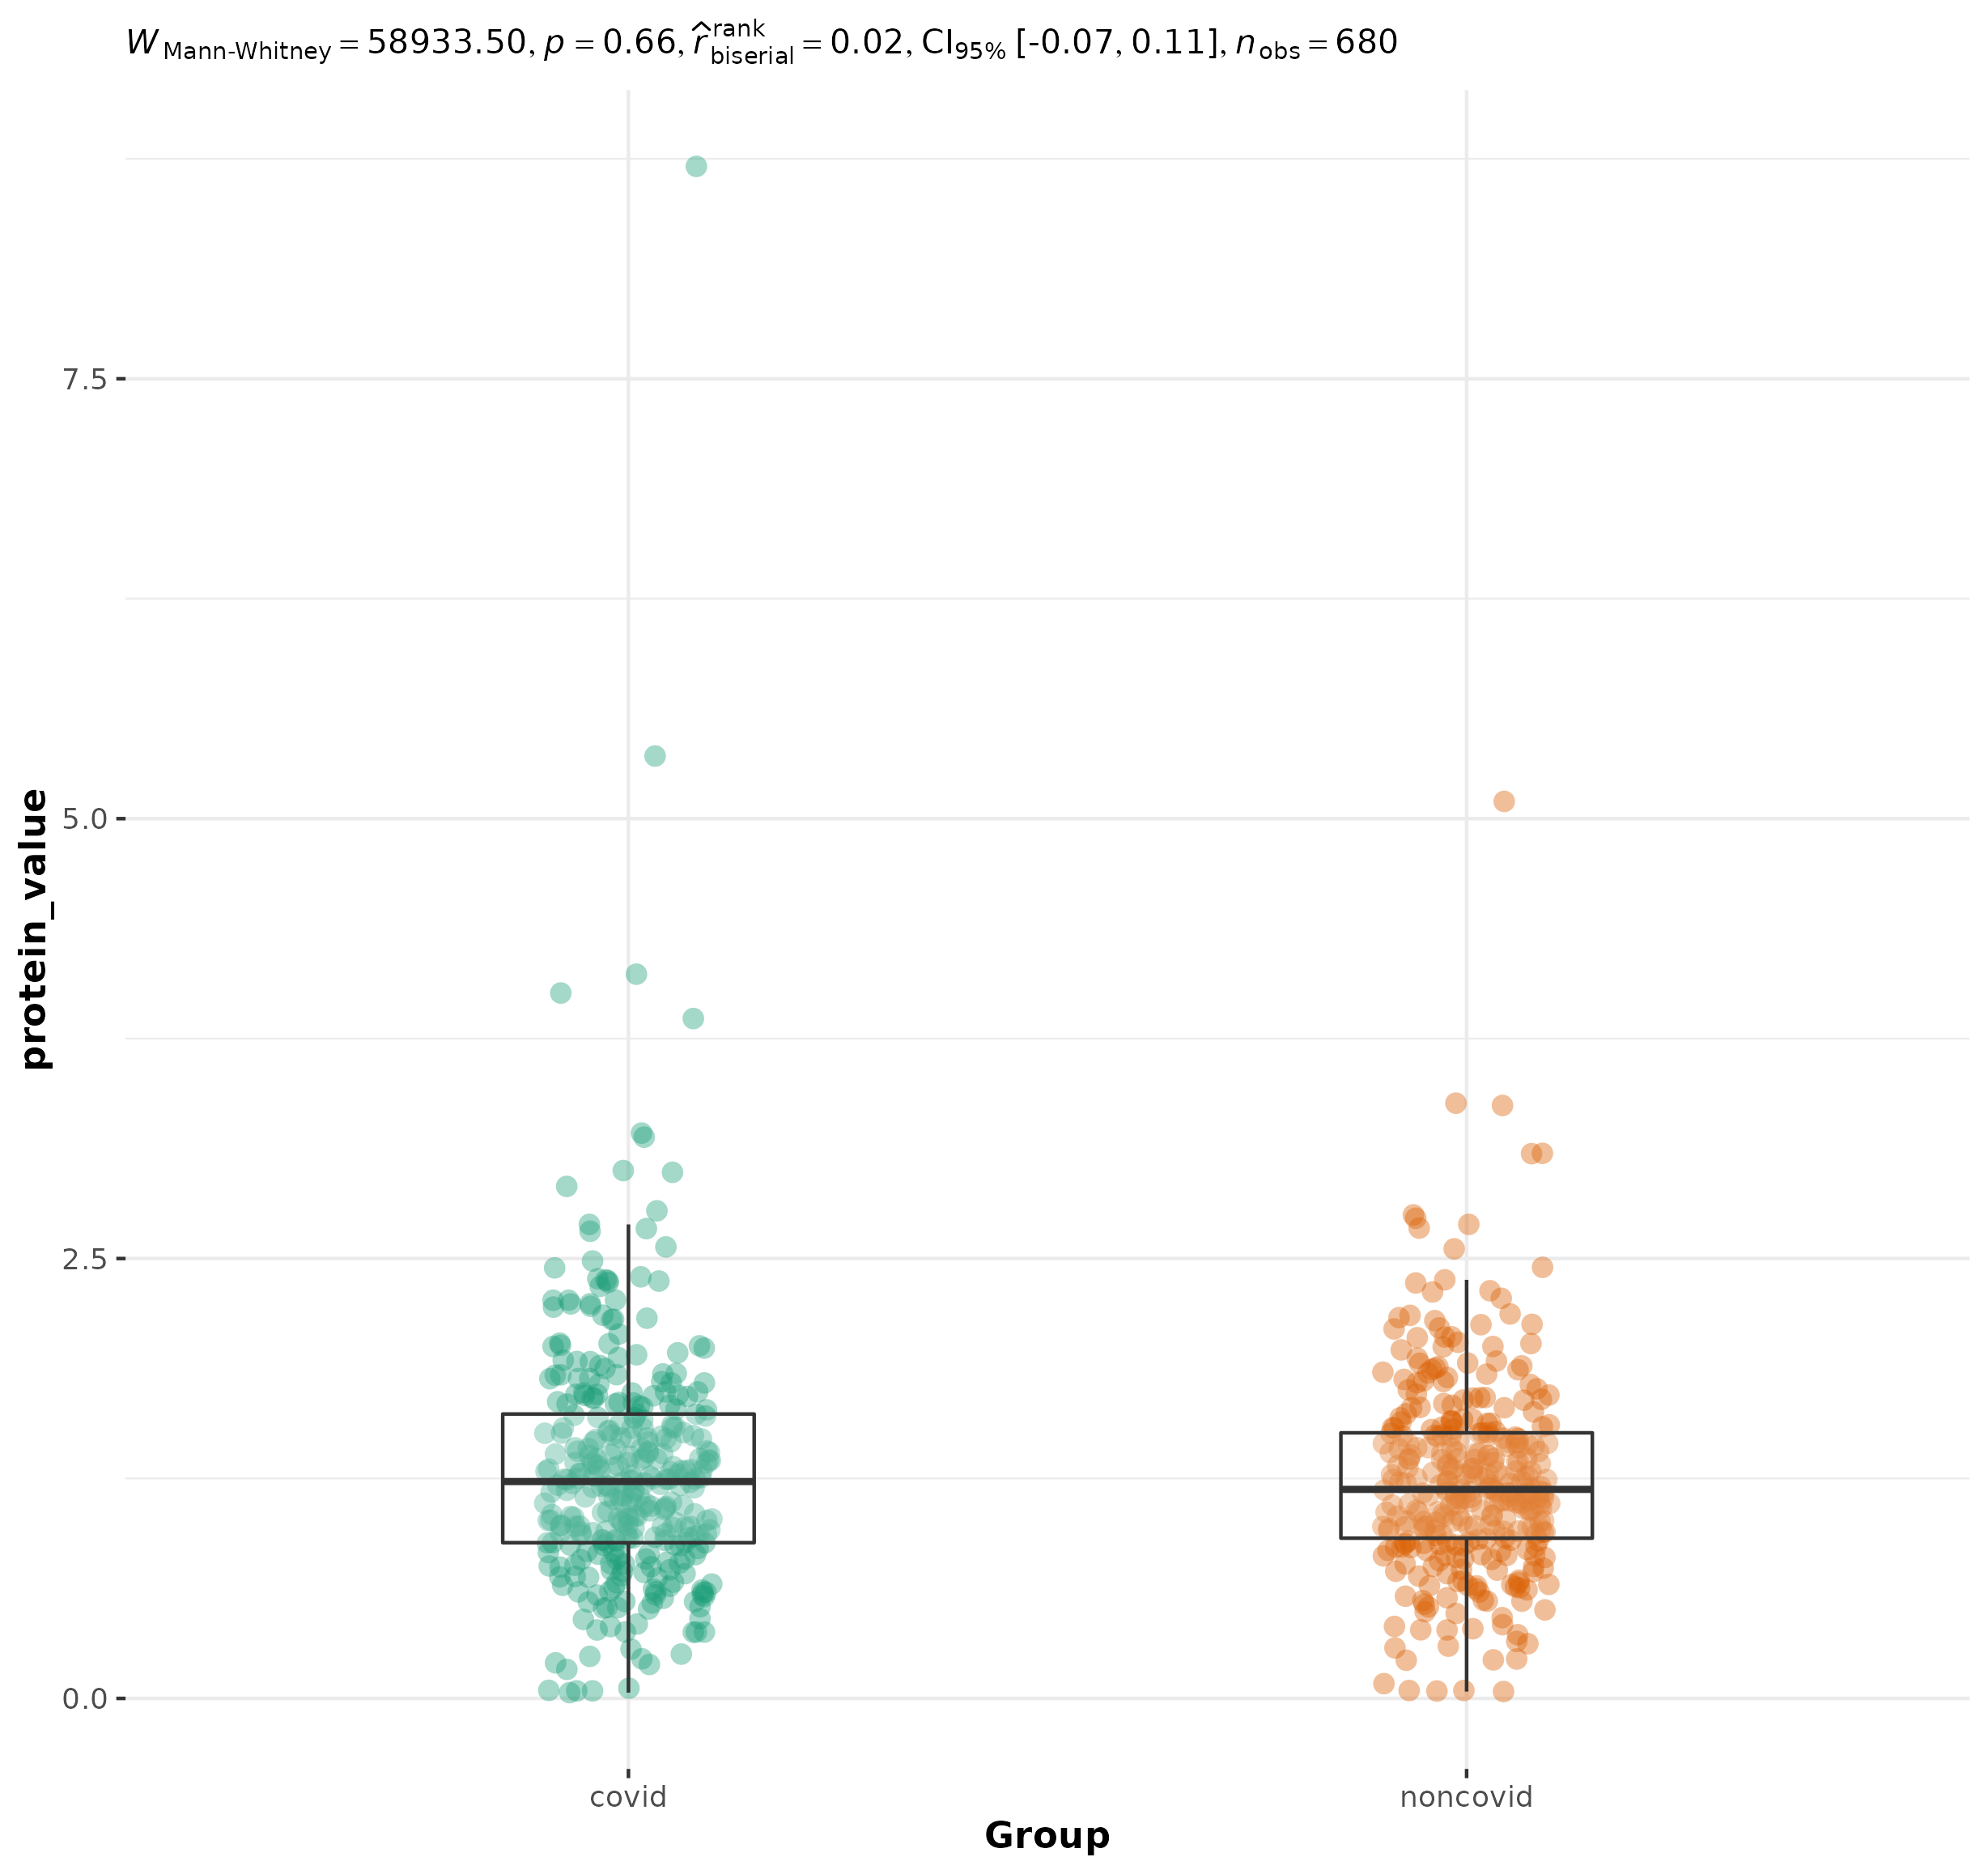 W Mann-Whitney = 58933.50, p = 0.66, r̂ rank biserial = 0.02, CI95% [-0.07, 0.11], nobs = 680
7.5
5.0
2.5
0.0
protein_value
covid noncovid
Group